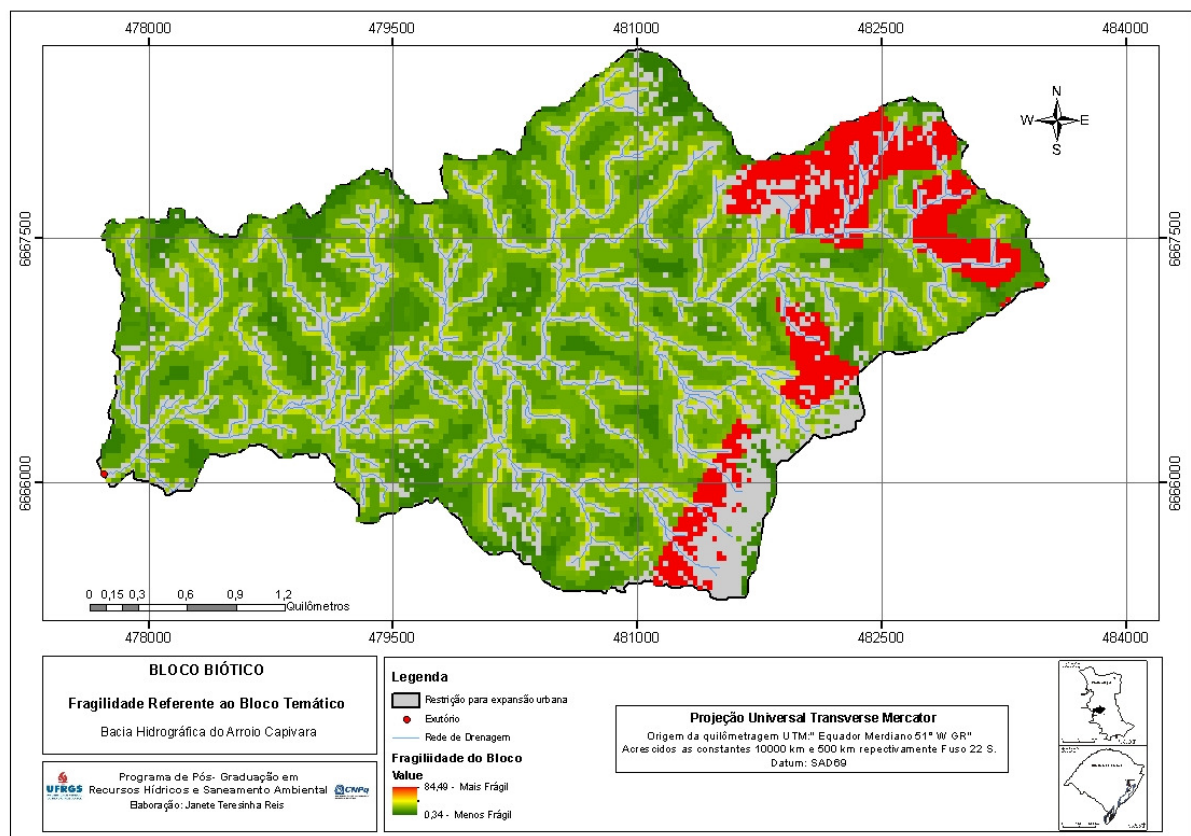 478000 479500 481000 482500 484000
N
W E
S
6667500 6667500
6666000 6666000
0 0,15 0,3 0,6 0,9 1,2
Quilômetros
478000 479500 481000 482500 484000
BLOCO BIÓTICO
Fragilidade Referente ao Bloco Temático
Bacia Hidrográfica do Arroio Capivara
UFRGS
Programa de Pós- Graduação em
Recursos Hídricos e Saneamento Ambiental
Elaboração: Janete Teresinha Reis
CNPq
Legenda
Restrição para expansão urbana
Exutório
Rede de Drenagem
Fragiliidade do Bloco
Value
84,49 - Mais Frágil
0,34 - Menos Frágil
Projeção Universal Transverse Mercator
Origem da quilômetragem UTM:" Equador Merdiano 51° W GR"
Acrescidos as constantes 10000 km e 500 km repectivamente Fuso 22 S.
Datum: SAD69